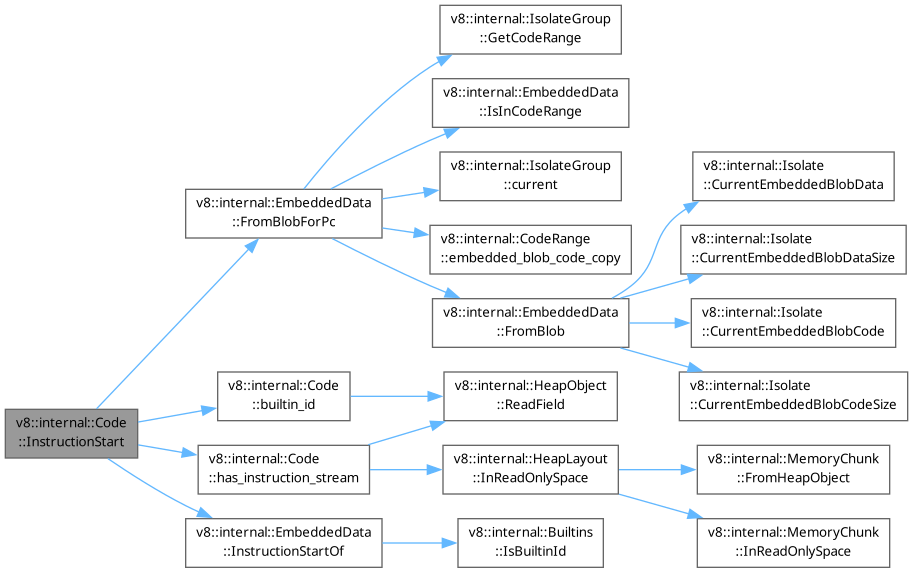 v8::internal::IsolateGroup
::GetCodeRange
v8::internal::EmbeddedData
::IsInCodeRange
v8::internal::IsolateGroup
::current
v8::internal::Isolate
::CurrentEmbeddedBlobData
v8::internal::EmbeddedData
::FromBlobForPc
v8::internal::CodeRange
::embedded_blob_code_copy
v8::internal::Isolate
::CurrentEmbeddedBlobDataSize
v8::internal::EmbeddedData
::FromBlob
v8::internal::Isolate
::CurrentEmbeddedBlobCode
v8::internal::Code
::builtin_id
v8::internal::HeapObject
::ReadField
v8::internal::Isolate
::CurrentEmbeddedBlobCodeSize
v8::internal::Code
::InstructionStart
v8::internal::Code
::has_instruction_stream
v8::internal::HeapLayout
::InReadOnlySpace
v8::internal::MemoryChunk
::FromHeapObject
v8::internal::EmbeddedData
::InstructionStartOf
v8::internal::Builtins
::IsBuiltinId
v8::internal::MemoryChunk
::InReadOnlySpace